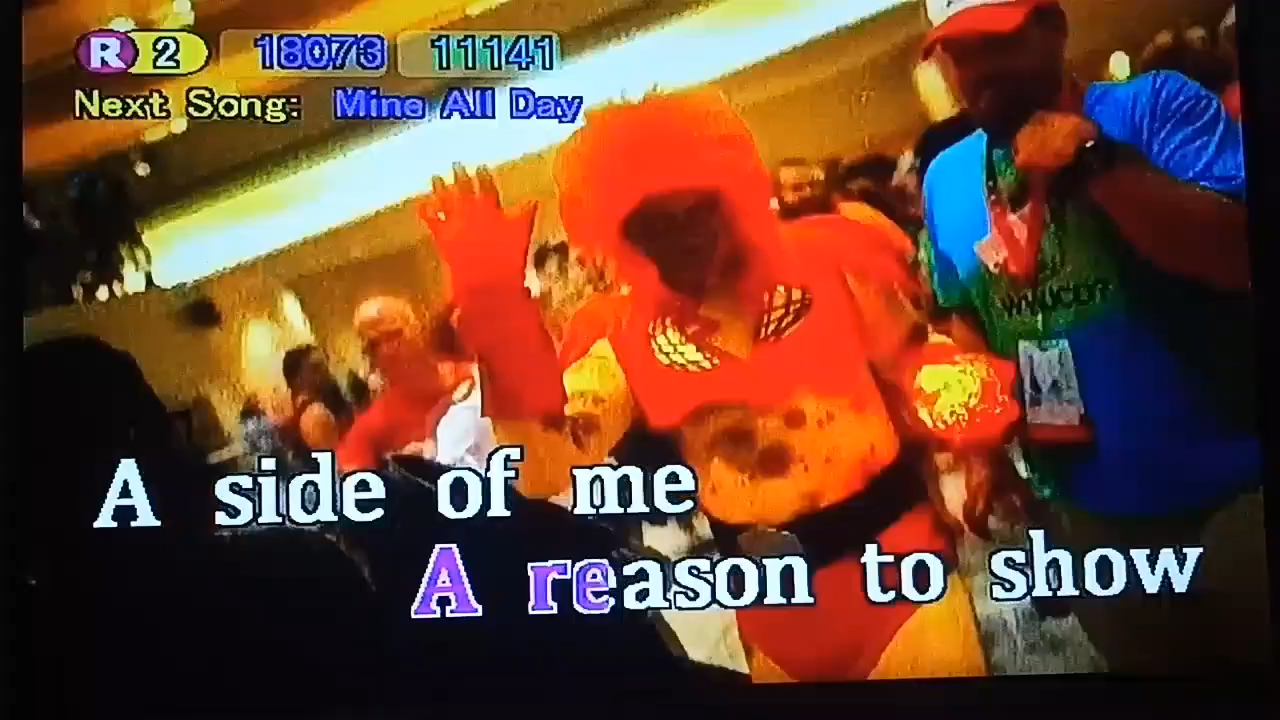 R 2 18073 11141
Next Song: Mine All Day
A side of me
A reason to show